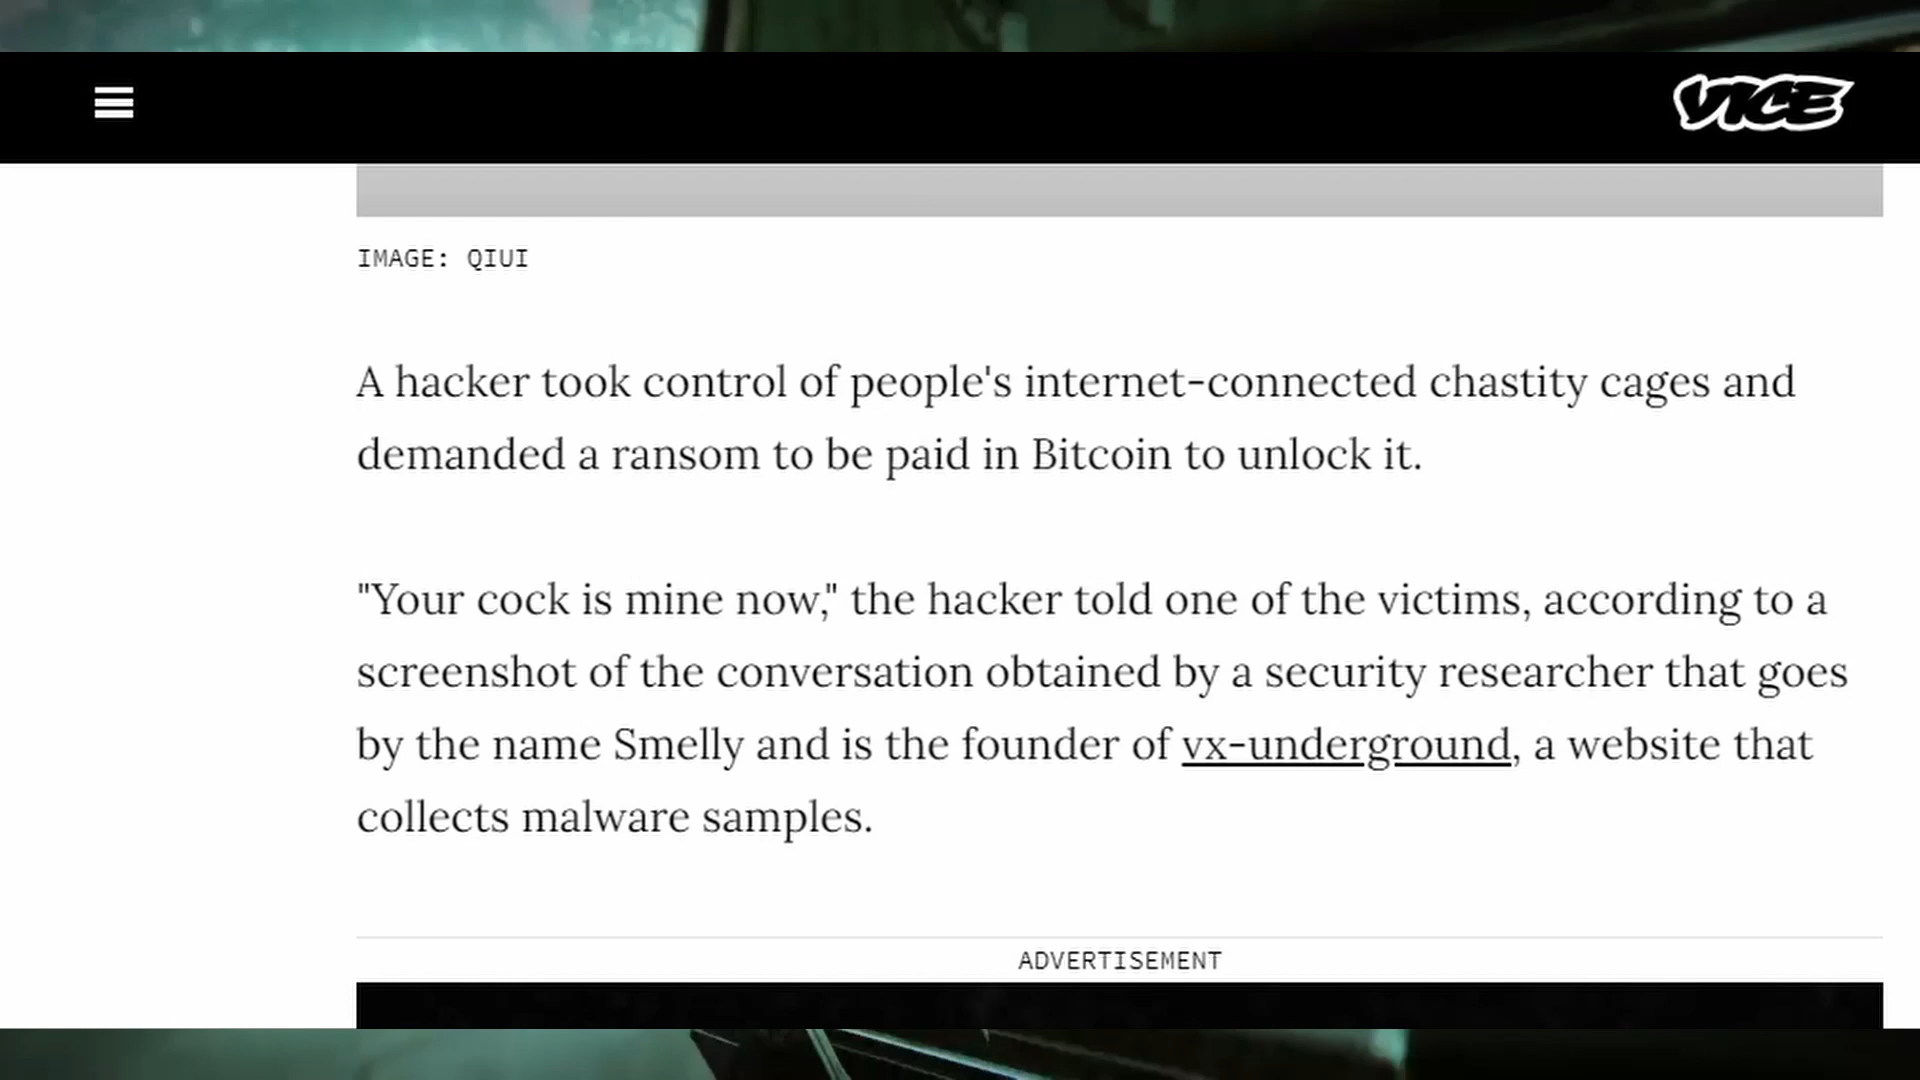 VICE
IMAGE: QIUI
A hacker took control of people's internet-connected chastity cages and
demanded a ransom to be paid in Bitcoin to unlock it.
"Your cock is mine now," the hacker told one of the victims, according to a
screenshot of the conversation obtained by a security researcher that goes
by the name Smelly and is the founder of vx-underground, a website that
collects malware samples.
ADVERTISEMENT